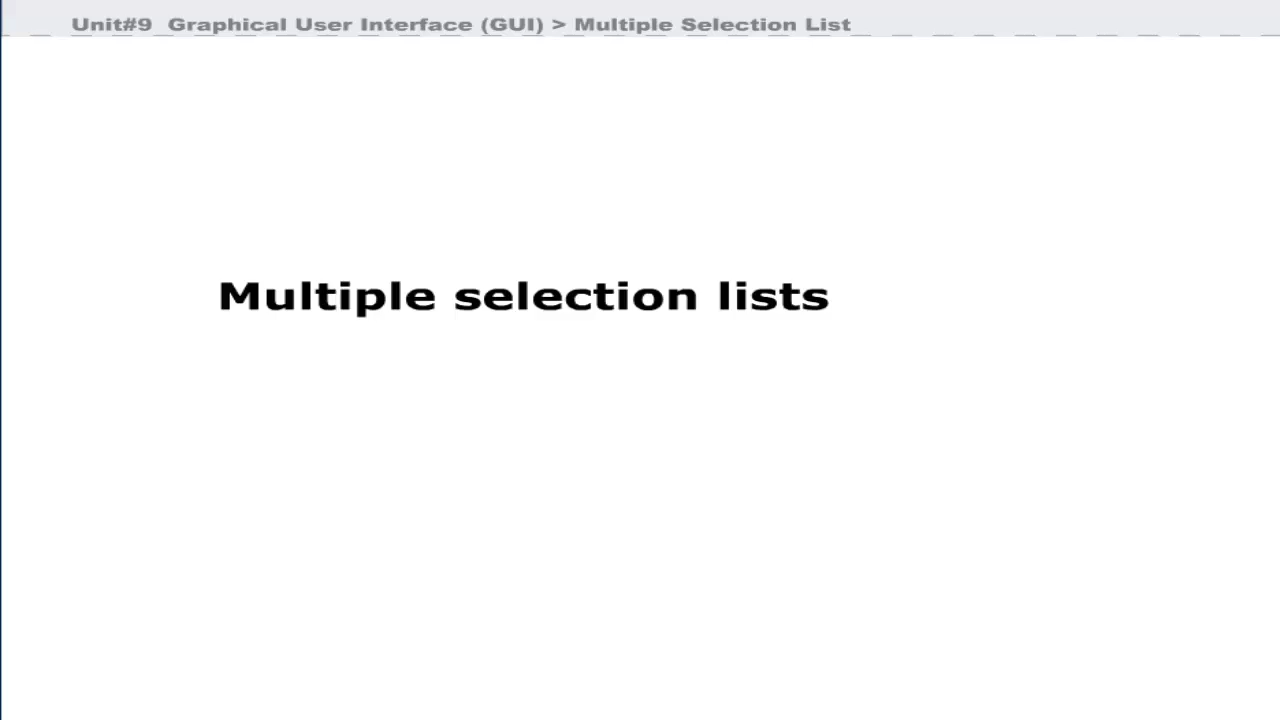 Unit#9 Graphical User Interface (GUI) > Multiple Selection List
Multiple selection lists